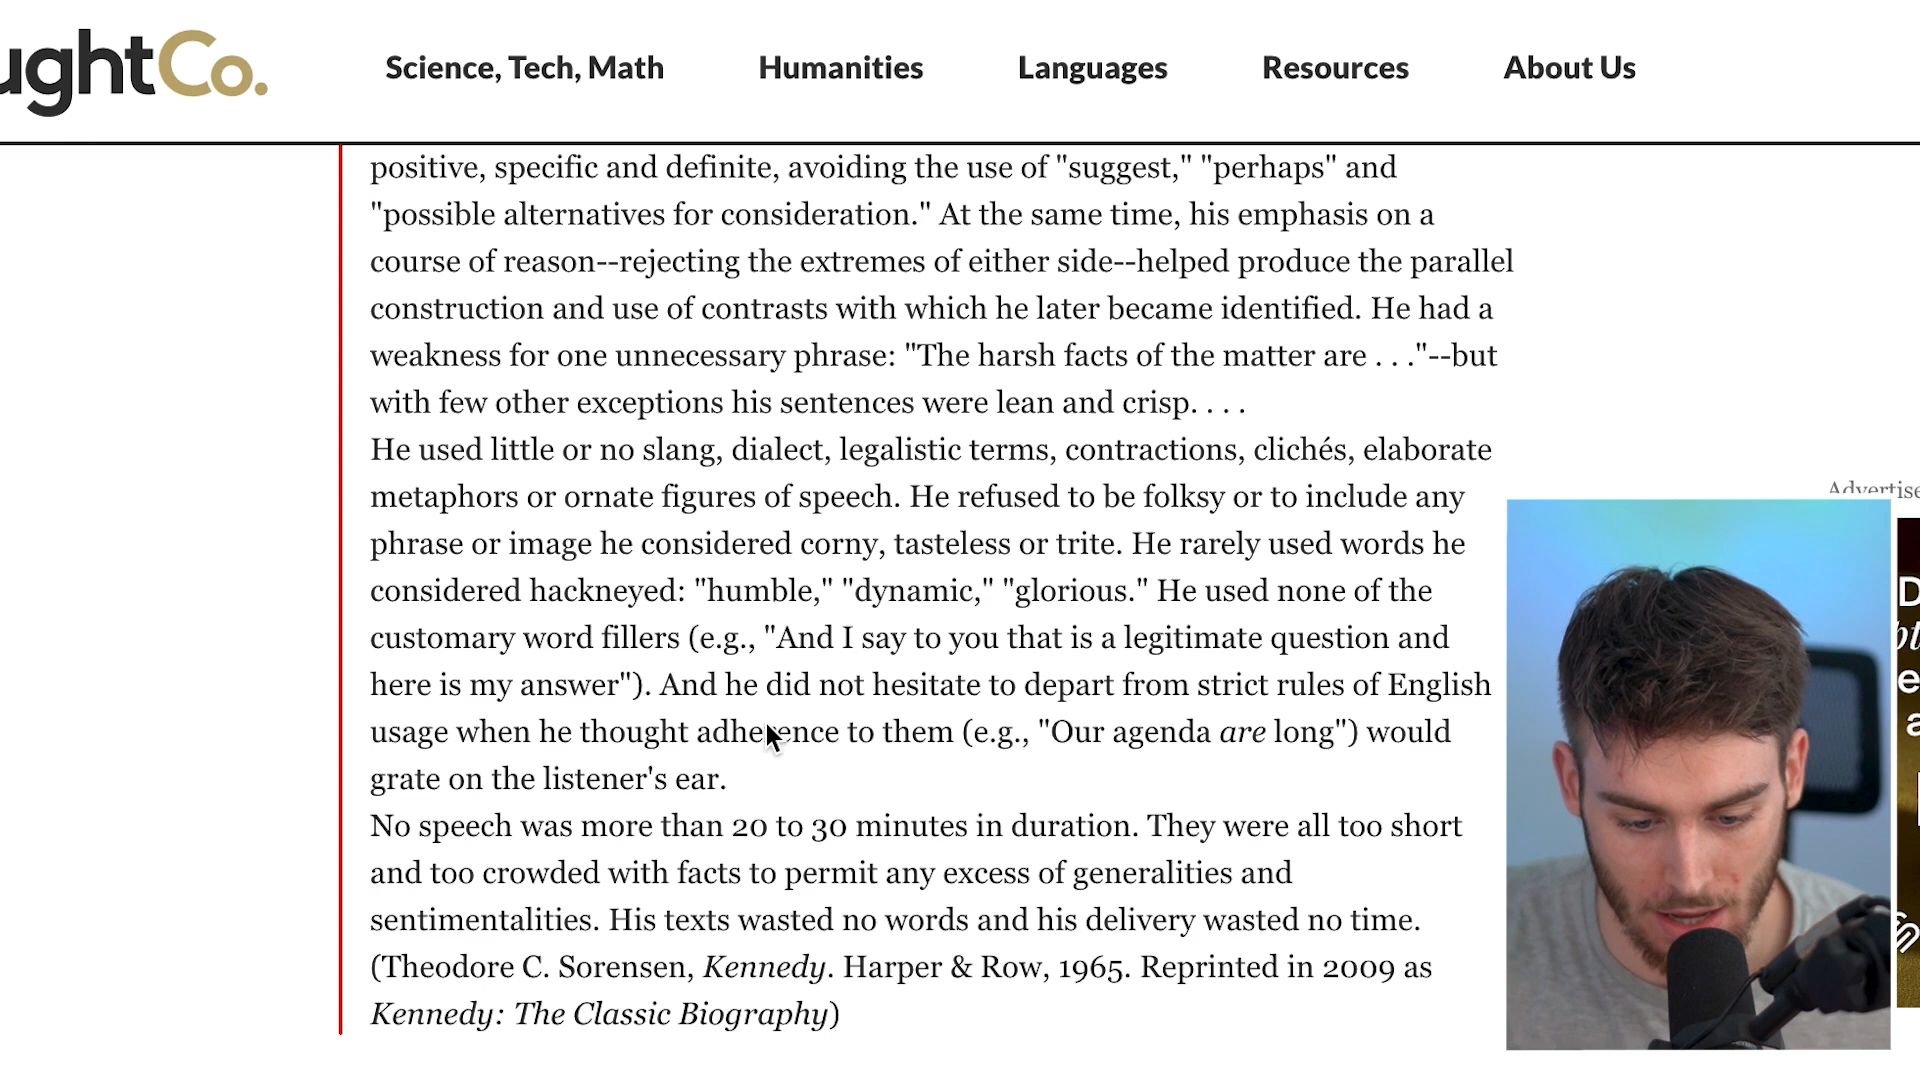 ughtCo.
Science, Tech, Math Humanities Languages Resources About Us
positive, specific and definite, avoiding the use of "suggest," "perhaps" and
"possible alternatives for consideration." At the same time, his emphasis on a
course of reason--rejecting the extremes of either side--helped produce the parallel
construction and use of contrasts with which he later became identified. He had a
weakness for one unnecessary phrase: "The harsh facts of the matter are . . ."--but
with few other exceptions his sentences were lean and crisp. . . .
He used little or no slang, dialect, legalistic terms, contractions, clichés, elaborate
metaphors or ornate figures of speech. He refused to be folksy or to include any
phrase or image he considered corny, tasteless or trite. He rarely used words he
considered hackneyed: "humble," "dynamic," "glorious." He used none of the
customary word fillers (e.g., "And I say to you that is a legitimate question and
here is my answer"). And he did not hesitate to depart from strict rules of English
usage when he thought adherence to them (e.g., "Our agenda are long") would
grate on the listener's ear.
No speech was more than 20 to 30 minutes in duration. They were all too short
and too crowded with facts to permit any excess of generalities and
sentimentalities. His texts wasted no words and his delivery wasted no time.
(Theodore C. Sorensen, Kennedy. Harper & Row, 1965. Reprinted in 2009 as
Kennedy: The Classic Biography)
Advertise